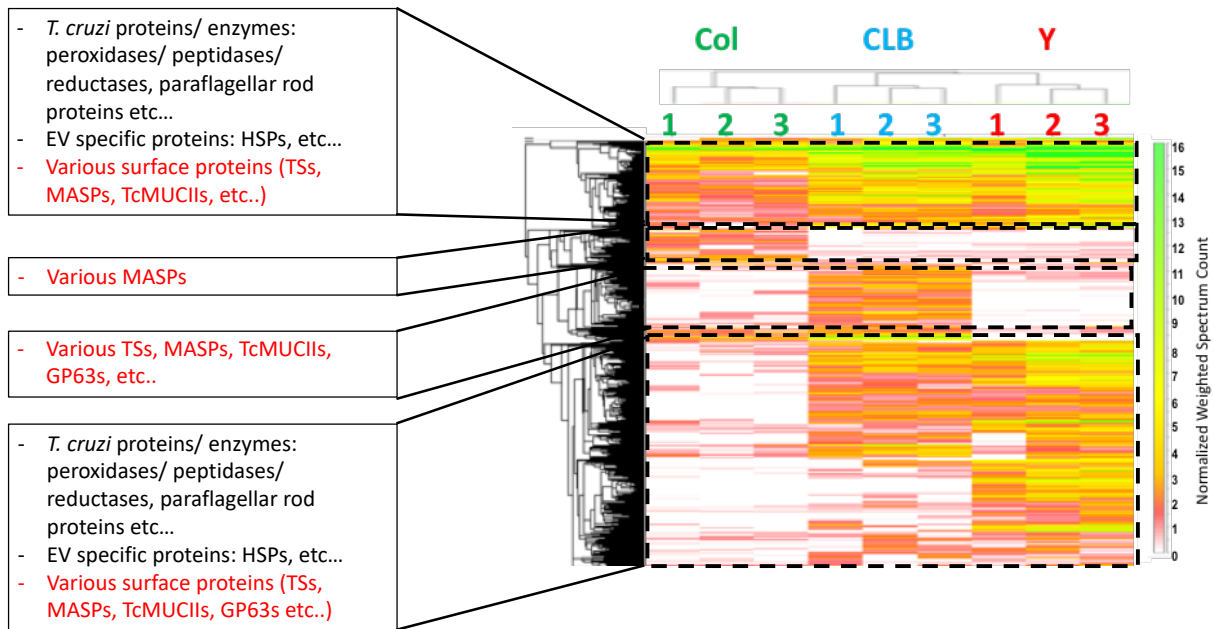 - T. cruzi proteins/ enzymes:
peroxidases/ peptidases/
reductases, paraflagellar rod
proteins etc…
- EV specific proteins: HSPs, etc…
- Various surface proteins (TSs,
MASPs, TcMUCIIs, etc..)
- Various MASPs
- Various TSs, MASPs, TcMUCIIs,
GP63s, etc..
- T. cruzi proteins/ enzymes:
peroxidases/ peptidases/
reductases, paraflagellar rod
proteins etc…
- EV specific proteins: HSPs, etc…
- Various surface proteins (TSs,
MASPs, TcMUCIIs, GP63s etc..)
Col CLB Y
1 2 3 1 2 3 1 2 3
16
15
14
13
12
11
10
9
8
7
6
5
4
3
2
1
0
Normalized Weighted Spectrum Count